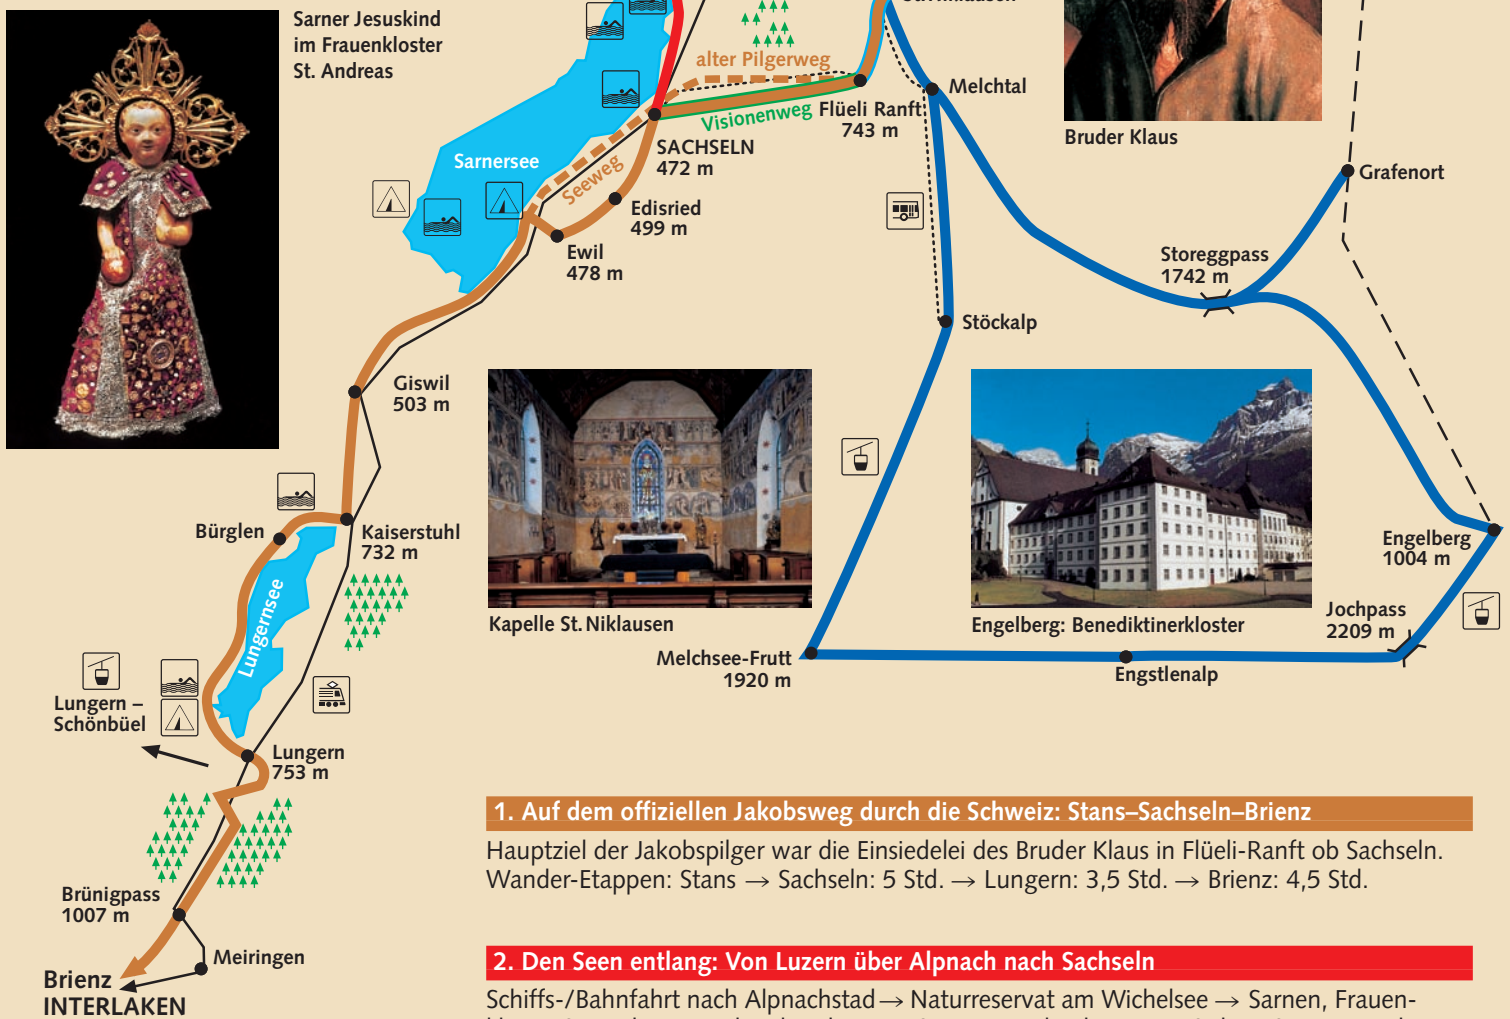 Sarner Jesuskind
im Frauenkloster
St. Andreas
alter Pilgerweg
Melchtal
Visionenweg
Flüeli Ranft
743 m
Bruder Klaus
SACHSELN
472 m
Sarnersee
Seeweg
Grafenort
Edisried
499 m
Ewil
478 m
Storeggpass
1742 m
Stöckalp
Giswil
503 m
Bürglen
Kaiserstuhl
732 m
Engelberg
1004 m
Lungernsee
Kapelle St. Niklausen
Engelberg: Benediktinerkloster
Jochpass
2209 m
Melchsee-Frutt
1920 m
Engstlenalp
Lungern –
Schönbüel
Lungern
753 m
Brünigpass
1007 m
Meiringen
Brienz
INTERLAKEN
1. Auf dem offiziellen Jakobsweg durch die Schweiz: Stans–Sachseln–Brienz
Hauptziel der Jakobspilger war die Einsiedelei des Bruder Klaus in Flüeli-Ranft ob Sachseln.
Wander-Etappen: Stans → Sachseln: 5 Std. → Lungern: 3,5 Std. → Brienz: 4,5 Std.
2. Den Seen entlang: Von Luzern über Alpnach nach Sachseln
Schiffs-/Bahnfahrt nach Alpnachstad → Naturreservat am Wichelsee → Sarnen, Frauen-